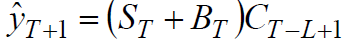 ŷ_{T+1} = (S_T + B_T)C_{T−L+1}